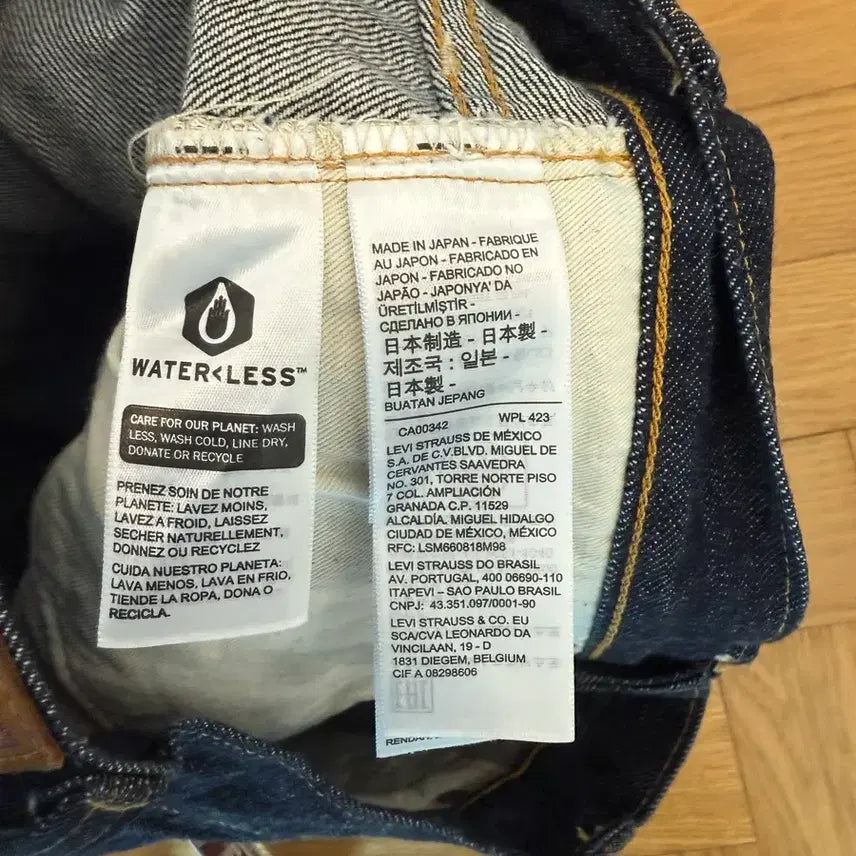 WATER<LESS™
CARE FOR OUR PLANET: WASH
LESS, WASH COLD, LINE DRY,
DONATE OR RECYCLE
PRENEZ SOIN DE NOTRE
PLANETE: LAVEZ MOINS,
LAVEZ A FROID, LAISSEZ
SECHER NATURELLEMENT,
DONNEZ OU RECYCLEZ
CUIDA NUESTRO PLANETA:
LAVA MENOS, LAVA EN FRIO,
TIENDE LA ROPA, DONA O
RECICLA.
MADE IN JAPAN - FABRIQUE
AU JAPON - FABRICADO EN
JAPON - FABRICADO NO
JAPÃO - JAPONYA' DA
ÜRETİLMİŞTİR -
СДЕЛАНО В ЯПОНИИ -
日本制造 - 日本製 -
제조국 : 일본 -
日本製 -
BUATAN JEPANG
CA00342 WPL 423
LEVI STRAUSS DE MÉXICO
S.A. DE C.V.BLVD. MIGUEL DE
CERVANTES SAAVEDRA
NO. 301, TORRE NORTE PISO
7 COL. AMPLIACIÓN
GRANADA C.P. 11529
ALCALDÍA. MIGUEL HIDALGO
CIUDAD DE MÉXICO, MÉXICO
RFC: LSM660818M98
LEVI STRAUSS DO BRASIL
AV. PORTUGAL, 400 06690-110
ITAPEVI – SAO PAULO BRASIL
CNPJ: 43.351.097/0001-90
LEVI STRAUSS & CO. EU
SCA/CVA LEONARDO DA
VINCILAAN, 19 - D
1831 DIEGEM, BELGIUM
CIF A 08298606